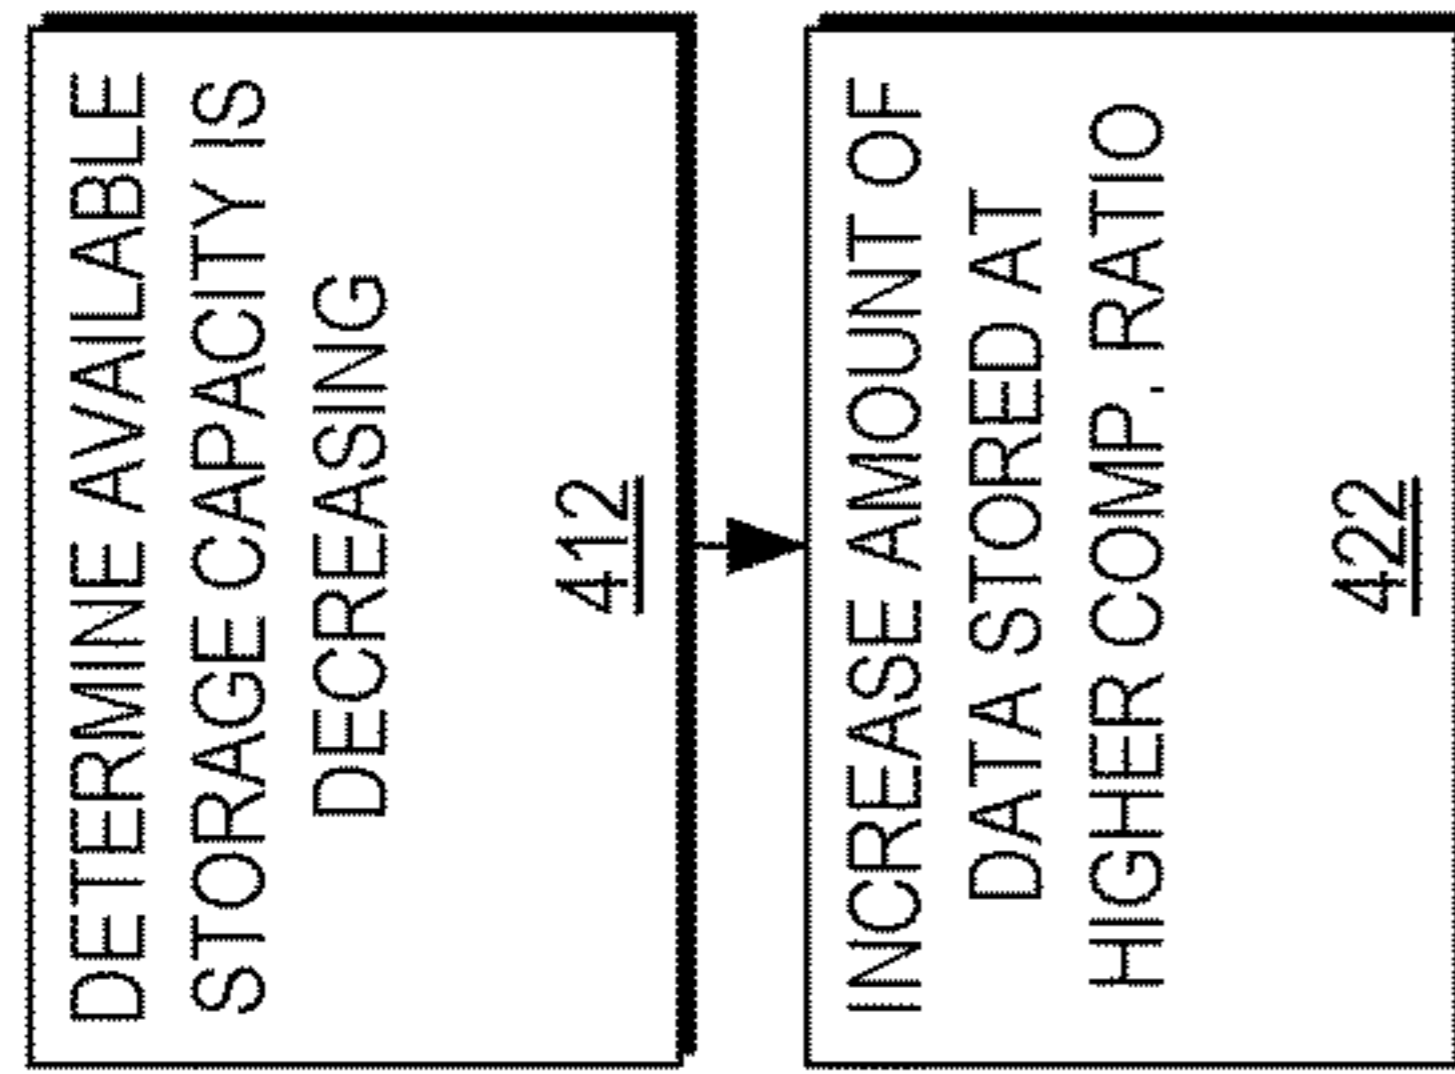 DETERMINE AVAILABLE
STORAGE CAPACITY IS
DECREASING
412
INCREASE AMOUNT OF
DATA STORED AT
HIGHER COMP. RATIO
422